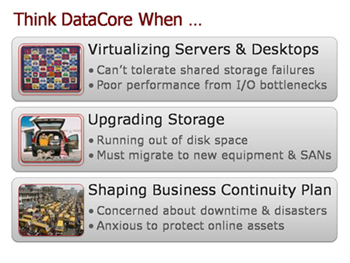 Think DataCore When ...
Virtualizing Servers & Desktops
• Can't tolerate shared storage failures
• Poor performance from I/O bottlenecks
Upgrading Storage
• Running out of disk space
• Must migrate to new equipment & SANs
Shaping Business Continuity Plan
• Concerned about downtime & disasters
• Anxious to protect online assets